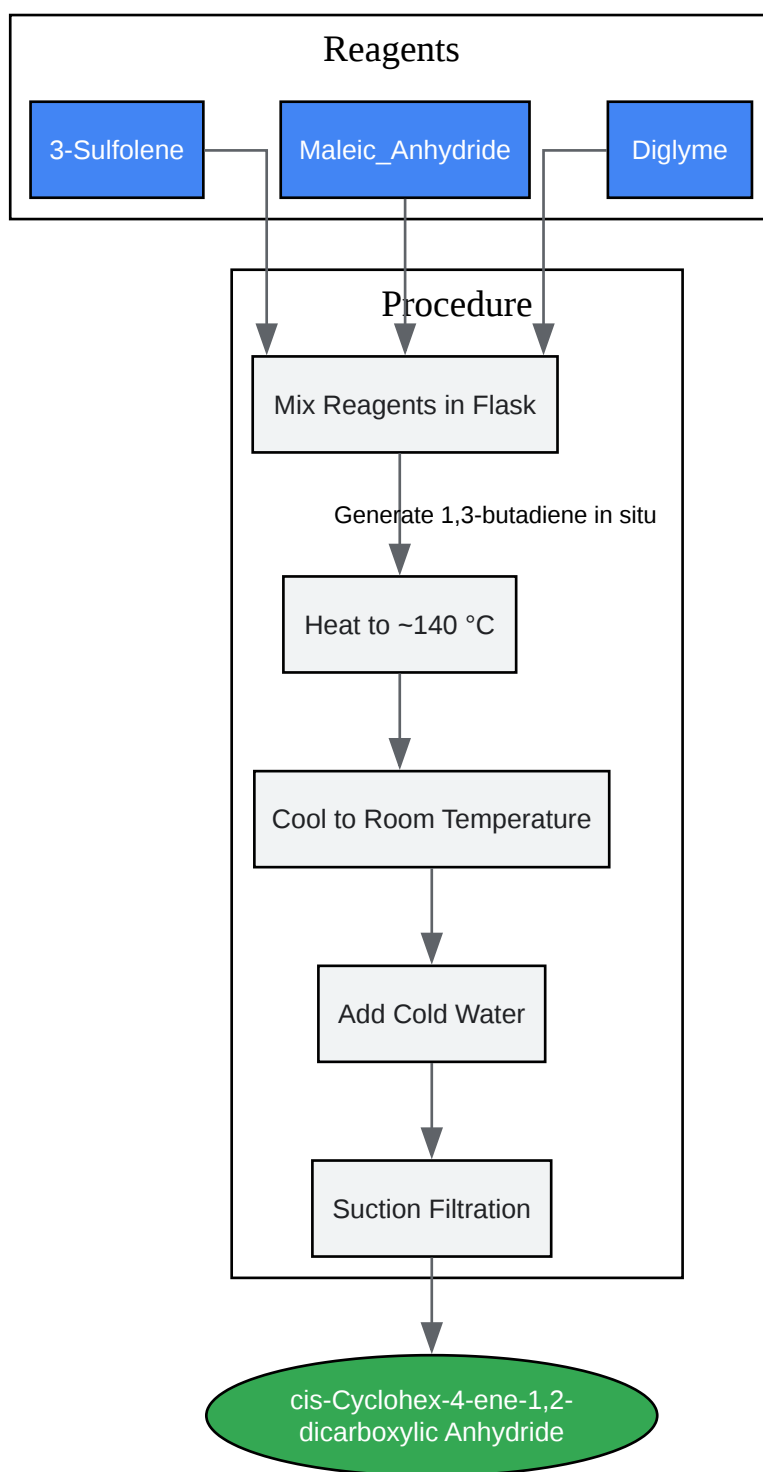 Reagents
3-Sulfolene
Maleic_Anhydride
Diglyme
Procedure
Mix Reagents in Flask
Generate 1,3-butadiene in situ
Heat to ~140 °C
Cool to Room Temperature
Add Cold Water
Suction Filtration
cis-Cyclohex-4-ene-1,2-
dicarboxylic Anhydride